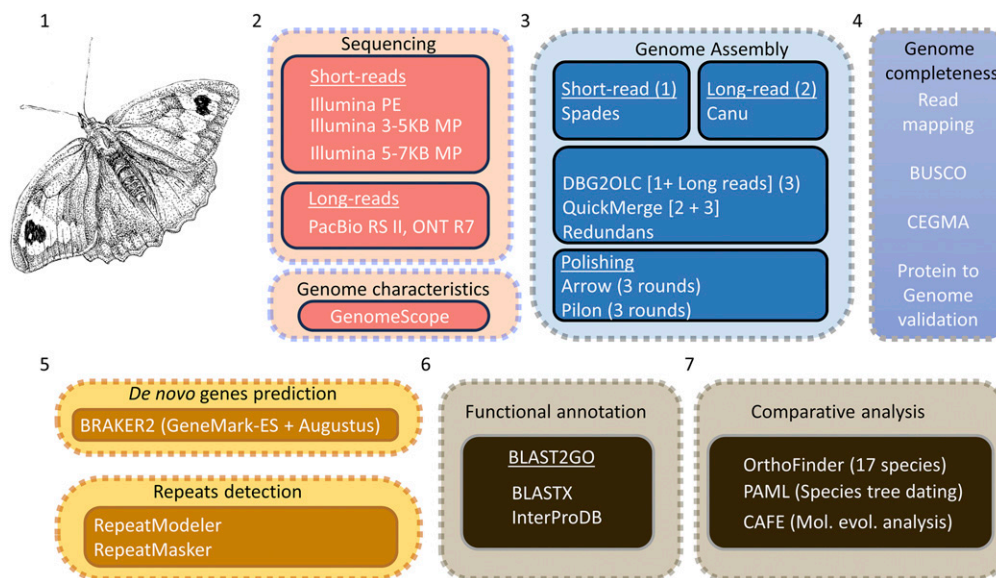 1
2
Sequencing
Short-reads
Illumina PE
Illumina 3-5KB MP
Illumina 5-7KB MP
Long-reads
PacBio RS II, ONT R7
Genome characteristics
GenomeScope
3
Genome Assembly
Short-read (1)
Spades
Long-read (2)
Canu
DBG2OLC [1+ Long reads] (3)
QuickMerge [2 + 3]
Redundans
Polishing
Arrow (3 rounds)
Pilon (3 rounds)
4
Genome
completeness
Read
mapping
BUSCO
CEGMA
Protein to
Genome
validation
5
De novo genes prediction
BRAKER2 (GeneMark-ES + Augustus)
Repeats detection
RepeatModeler
RepeatMasker
6
Functional annotation
BLAST2GO
BLASTX
InterProDB
7
Comparative analysis
OrthoFinder (17 species)
PAML (Species tree dating)
CAFE (Mol. evol. analysis)